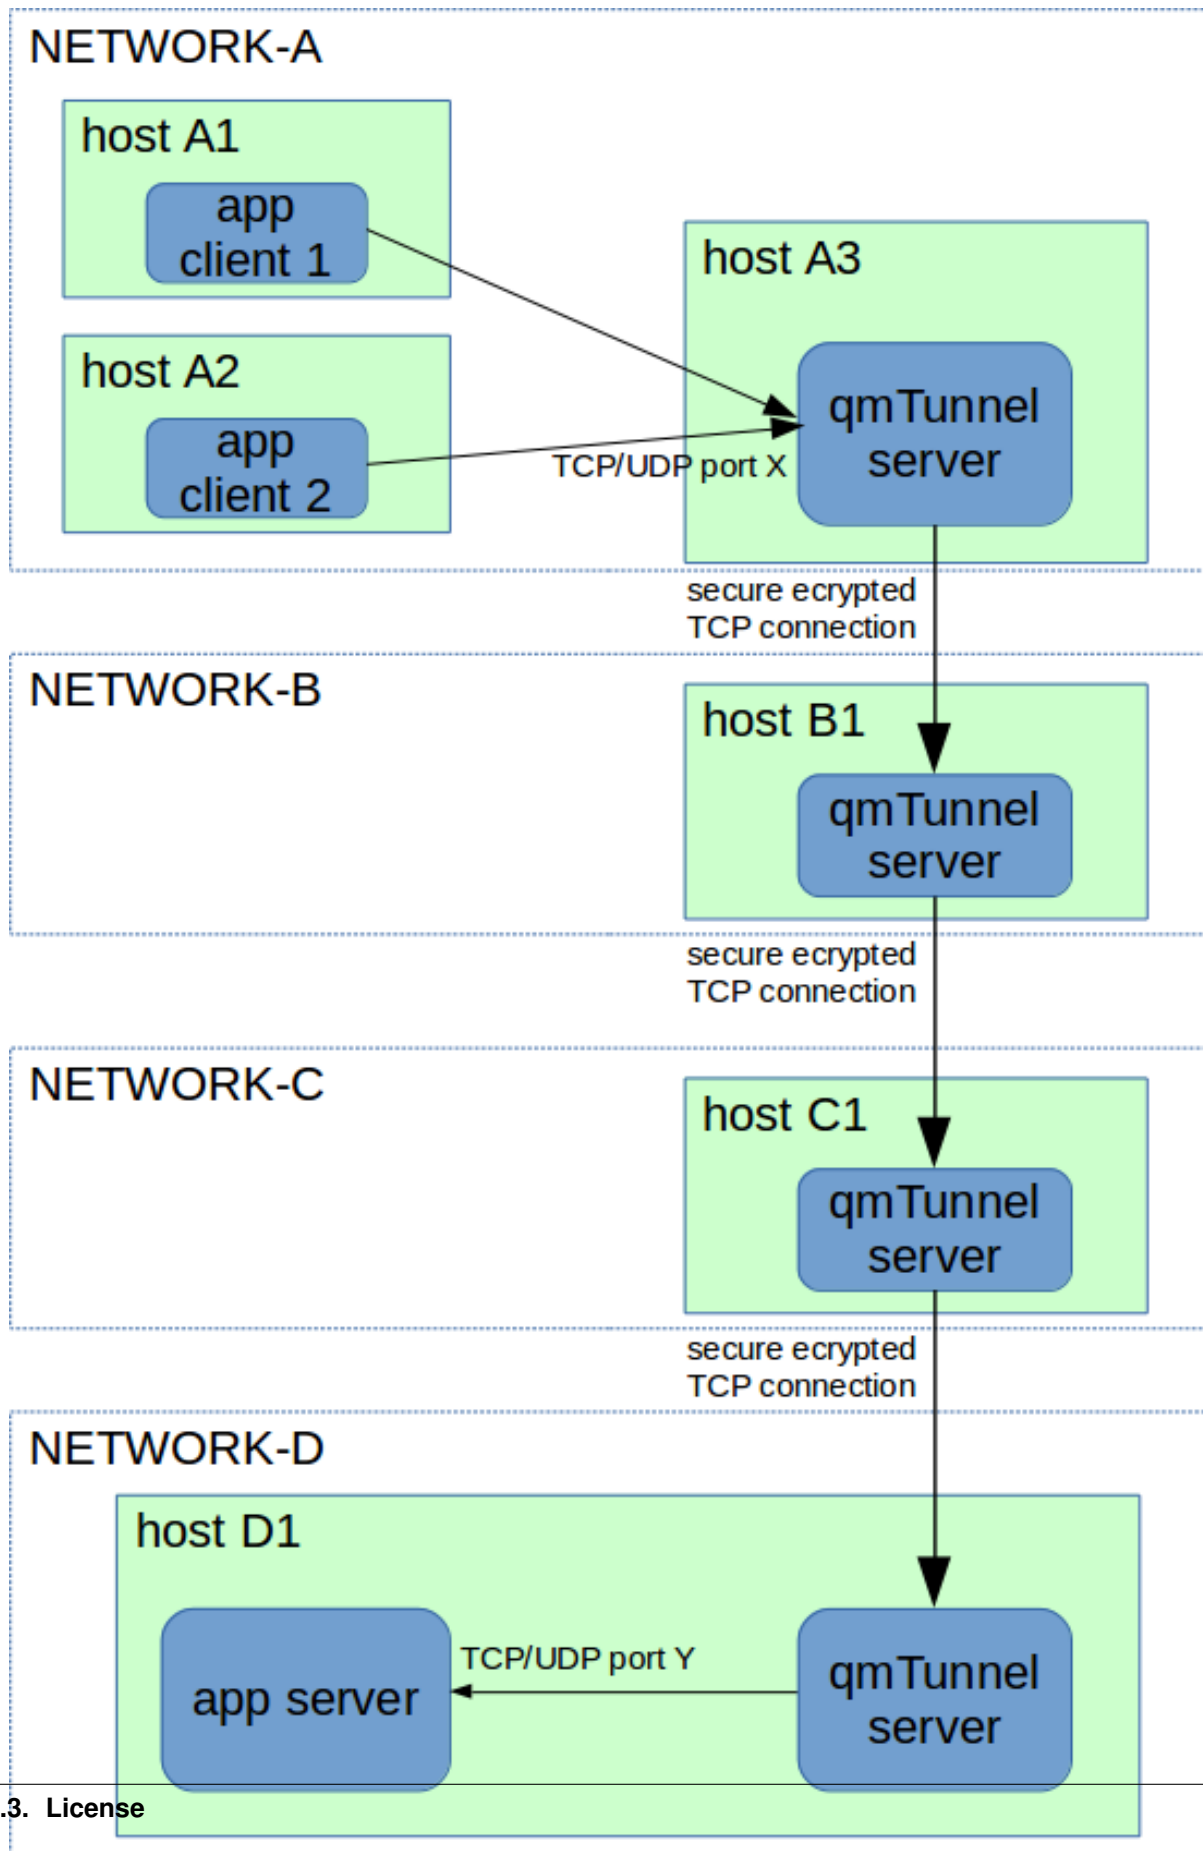 NETWORK-A
host A1
app
client 1
host A3
host A2
app
client 2
qmTunnel
server
TCP/UDP port X
secure ecrypted
TCP connection
NETWORK-B
host B1
qmTunnel
server
secure ecrypted
TCP connection
NETWORK-C
host C1
qmTunnel
server
secure ecrypted
TCP connection
NETWORK-D
host D1
TCP/UDP port Y
app server
qmTunnel
server
.3. License